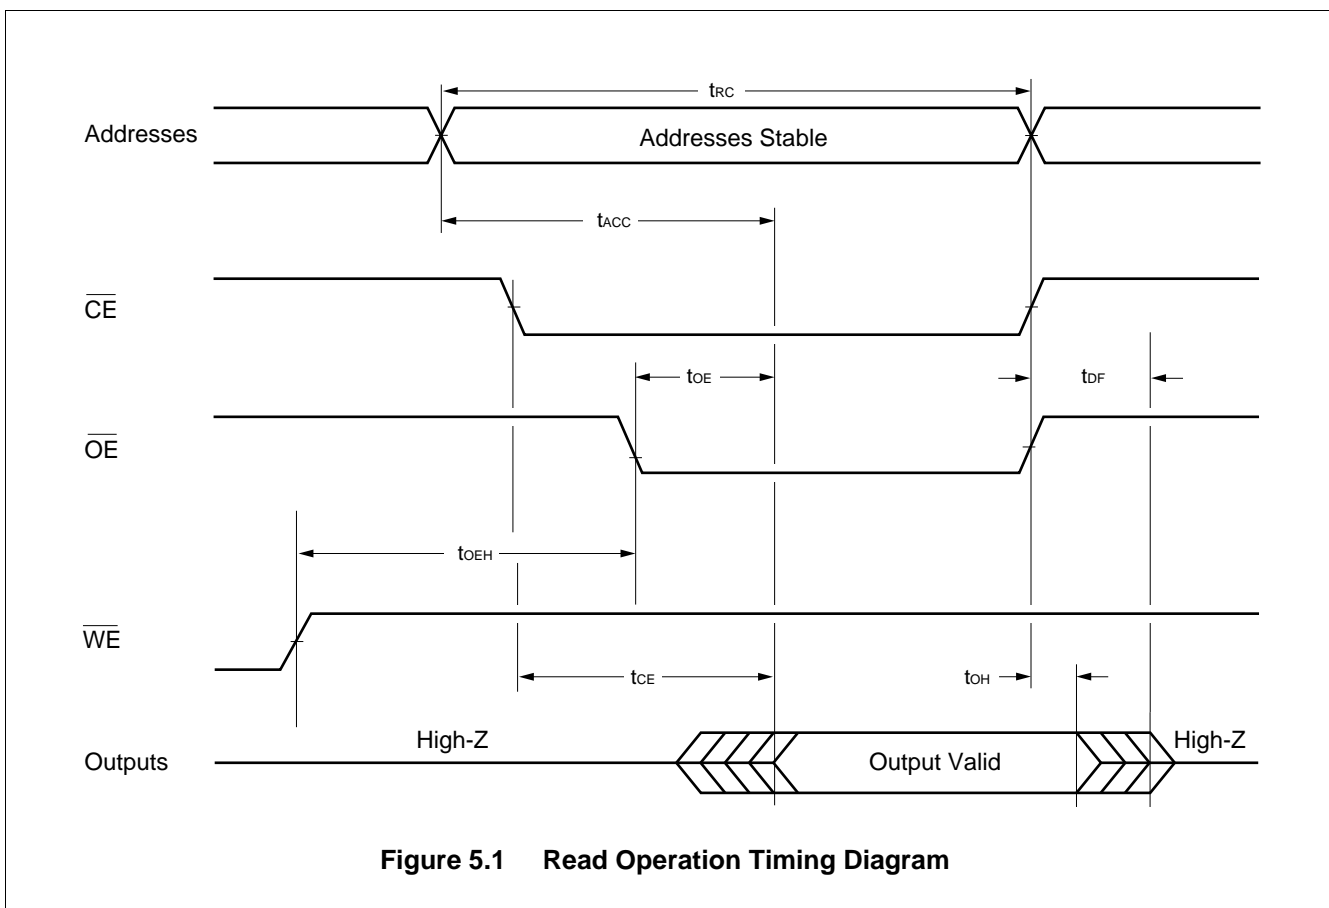 tRC
Addresses
Addresses Stable
tACC
CE
tOE
tDF
OE
tOEH
WE
tCE
tOH
High-Z
High-Z
Outputs
Output Valid
Figure 5.1 Read Operation Timing Diagram